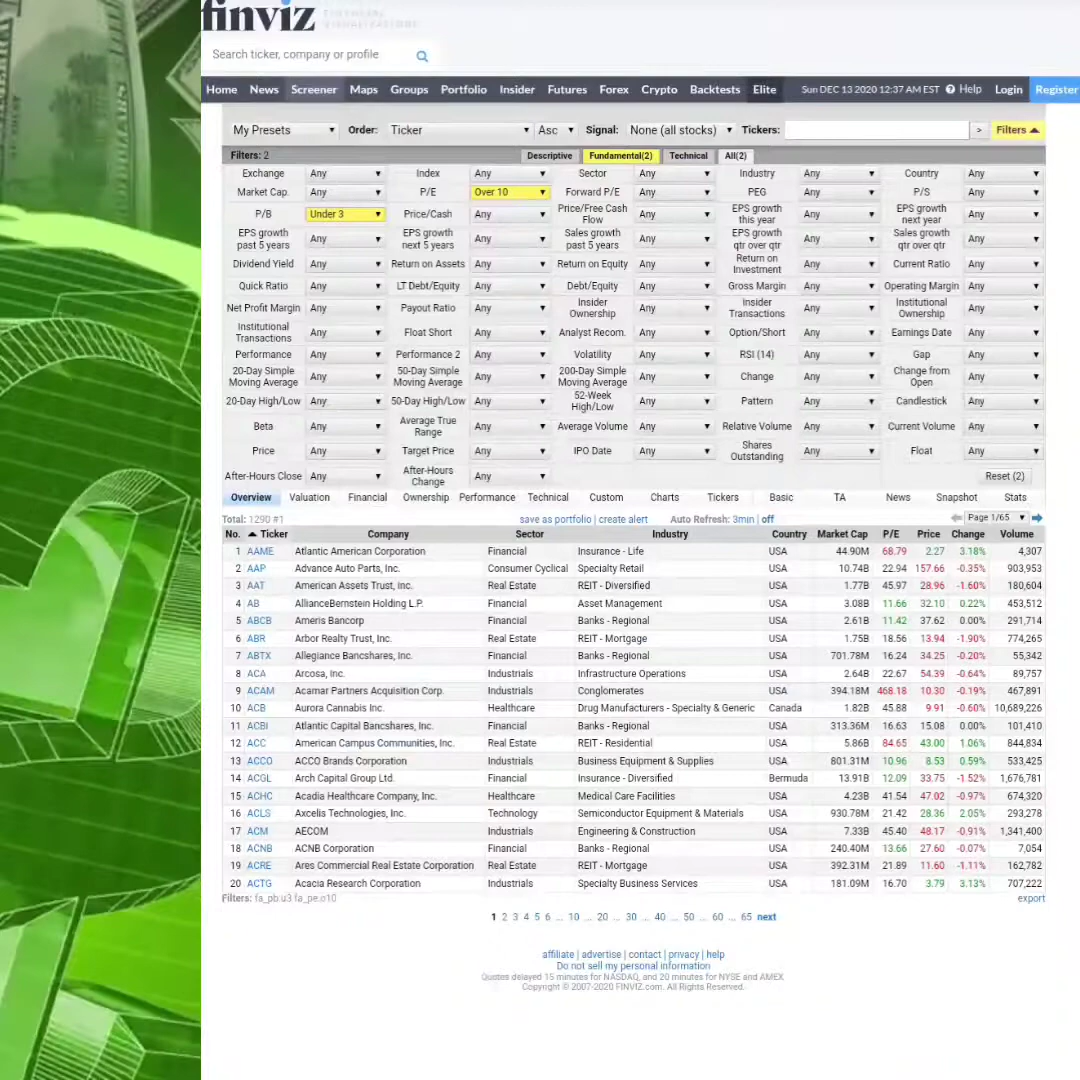 finviz FINANCIAL VISUALIZATIONS
Search ticker, company or profile
Home News Screener Maps Groups Portfolio Insider Futures Forex Crypto Backtests Elite Sun DEC 13 2020 12:37 AM EST Help Login Register
My Presets Order: Ticker Asc Signal: None (all stocks) Tickers: > Filters
Filters: 2 Descriptive Fundamental(2) Technical All(2)
Exchange Any Index Any Sector Any Industry Any Country Any
Market Cap. Any P/E Over 10 Forward P/E Any PEG Any P/S Any
P/B Under 3 Price/Cash Any Price/Free Cash Flow Any EPS growth this year Any EPS growth next year Any
EPS growth past 5 years Any EPS growth next 5 years Any Sales growth past 5 years Any EPS growth qtr over qtr Any Sales growth qtr over qtr Any
Dividend Yield Any Return on Assets Any Return on Equity Any Return on Investment Any Current Ratio Any
Quick Ratio Any LT Debt/Equity Any Debt/Equity Any Gross Margin Any Operating Margin Any
Net Profit Margin Any Payout Ratio Any Insider Ownership Any Insider Transactions Any Institutional Ownership Any
Institutional Transactions Any Float Short Any Analyst Recom. Any Option/Short Any Earnings Date Any
Performance Any Performance 2 Any Volatility Any RSI (14) Any Gap Any
20-Day Simple Moving Average Any 50-Day Simple Moving Average Any 200-Day Simple Moving Average Any Change Any Change from Open Any
20-Day High/Low Any 50-Day High/Low Any 52-Week High/Low Any Pattern Any Candlestick Any
Beta Any Average True Range Any Average Volume Any Relative Volume Any Current Volume Any
Price Any Target Price Any IPO Date Any Shares Outstanding Any Float Any
After-Hours Close Any After-Hours Change Any Reset (2)
Overview Valuation Financial Ownership Performance Technical Custom Charts Tickers Basic TA News Snapshot Stats
Total: 1290 #1 save as portfolio | create alert Auto Refresh: 3min | off Page 1/65
No. Ticker Company Sector Industry Country Market Cap P/E Price Change Volume
1 AAME Atlantic American Corporation Financial Insurance - Life USA 44.90M 68.79 2.27 3.18% 4,307
2 AAP Advance Auto Parts, Inc. Consumer Cyclical Specialty Retail USA 10.74B 22.94 157.66 -0.35% 903,953
3 AAT American Assets Trust, Inc. Real Estate REIT - Diversified USA 1.77B 45.97 28.96 -1.60% 180,604
4 AB AllianceBernstein Holding L.P. Financial Asset Management USA 3.08B 11.66 32.10 0.22% 453,512
5 ABCB Ameris Bancorp Financial Banks - Regional USA 2.61B 11.42 37.62 0.00% 291,714
6 ABR Arbor Realty Trust, Inc. Real Estate REIT - Mortgage USA 1.75B 18.56 13.94 -1.90% 774,265
7 ABTX Allegiance Bancshares, Inc. Financial Banks - Regional USA 701.78M 16.24 34.25 -0.20% 55,342
8 ACA Arcosa, Inc. Industrials Infrastructure Operations USA 2.64B 22.67 54.39 -0.64% 89,757
9 ACAM Acamar Partners Acquisition Corp. Industrials Conglomerates USA 394.18M 468.18 10.30 -0.19% 467,891
10 ACB Aurora Cannabis Inc. Healthcare Drug Manufacturers - Specialty & Generic Canada 1.82B 45.88 9.91 -0.60% 10,689,226
11 ACBI Atlantic Capital Bancshares, Inc. Financial Banks - Regional USA 313.36M 16.63 15.08 0.00% 101,410
12 ACC American Campus Communities, Inc. Real Estate REIT - Residential USA 5.86B 84.65 43.00 1.06% 844,834
13 ACCO ACCO Brands Corporation Industrials Business Equipment & Supplies USA 801.31M 10.96 8.53 0.59% 533,425
14 ACGL Arch Capital Group Ltd. Financial Insurance - Diversified Bermuda 13.91B 12.09 33.75 -1.52% 1,676,781
15 ACHC Acadia Healthcare Company, Inc. Healthcare Medical Care Facilities USA 4.23B 41.54 47.02 -0.97% 674,320
16 ACLS Axcelis Technologies, Inc. Technology Semiconductor Equipment & Materials USA 930.78M 21.42 28.36 2.05% 293,278
17 ACM AECOM Industrials Engineering & Construction USA 7.33B 45.40 48.17 -0.91% 1,341,400
18 ACNB ACNB Corporation Financial Banks - Regional USA 240.40M 13.66 27.60 -0.07% 7,054
19 ACRE Ares Commercial Real Estate Corporation Real Estate REIT - Mortgage USA 392.31M 21.89 11.60 -1.11% 162,782
20 ACTG Acacia Research Corporation Industrials Specialty Business Services USA 181.09M 16.70 3.79 3.13% 707,222
Filters: fa_pb.u3 fa_pe.o10 export
1 2 3 4 5 6 ... 10 ... 20 ... 30 ... 40 ... 50 ... 60 ... 65 next
affiliate | advertise | contact | privacy | help
Do not sell my personal information
Quotes delayed 15 minutes for NASDAQ, and 20 minutes for NYSE and AMEX
Copyright © 2007-2020 FINVIZ.com. All Rights Reserved.